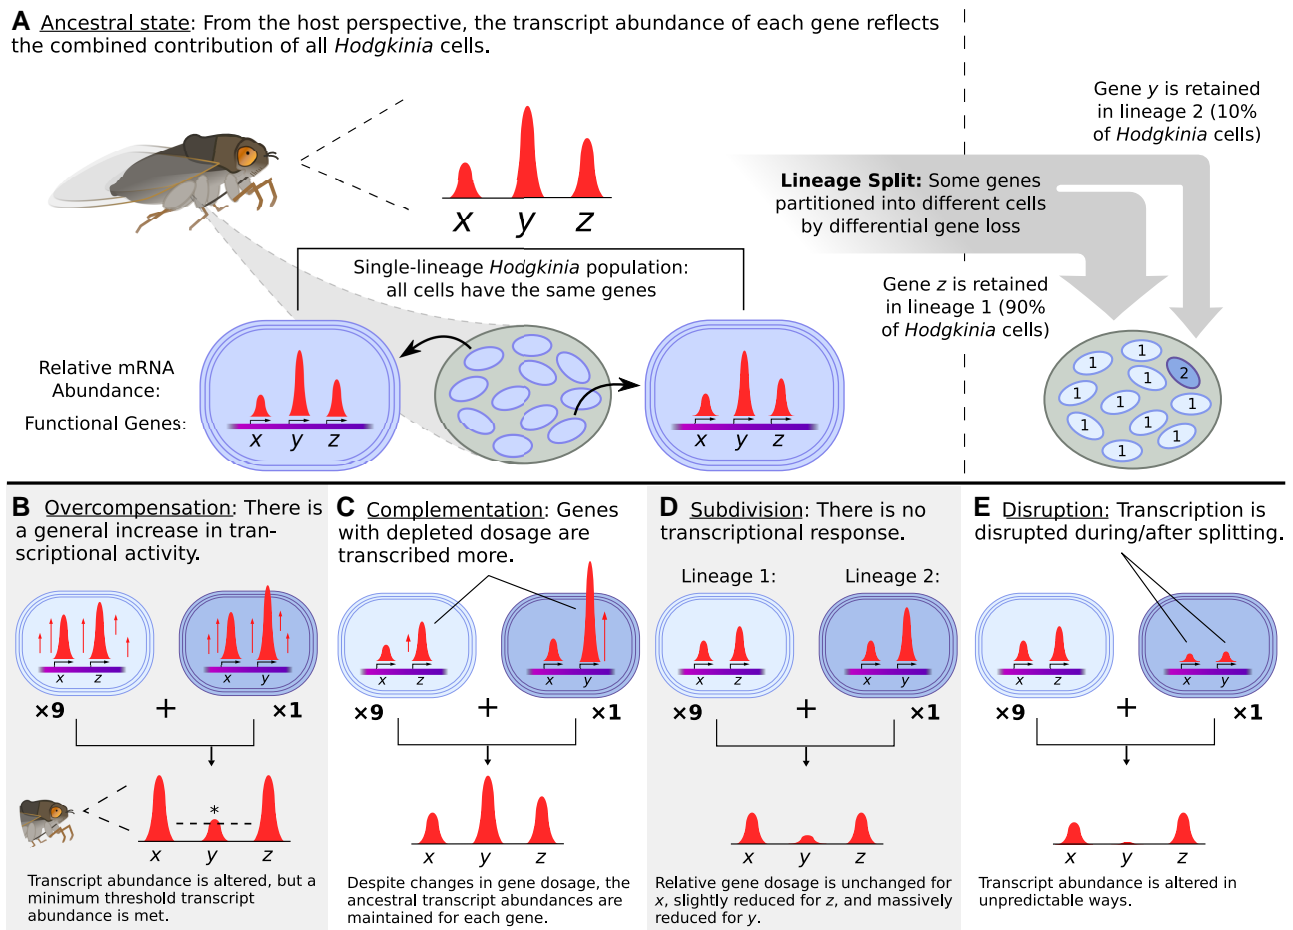 A Ancestral state: From the host perspective, the transcript abundance of each gene reflects
the combined contribution of all Hodgkinia cells.
x y z
Single-lineage Hodgkinia population:
all cells have the same genes
Relative mRNA
Abundance:
Functional Genes:
x y z
x y z
Lineage Split: Some genes
partitioned into different cells
by differential gene loss
Gene y is retained
in lineage 2 (10%
of Hodgkinia cells)
Gene z is retained
in lineage 1 (90%
of Hodgkinia cells)
1
1
2
1
1
1
1
1
1
1
1
B Overcompensation: There is
a general increase in tran-
scriptional activity.
x z
x y
×9 + ×1
*
x y z
Transcript abundance is altered, but a
minimum threshold transcript
abundance is met.
C Complementation: Genes
with depleted dosage are
transcribed more.
x z
x y
×9 + ×1
x y z
Despite changes in gene dosage, the
ancestral transcript abundances are
maintained for each gene.
D Subdivision: There is no
transcriptional response.
Lineage 1: Lineage 2:
x z
x y
×9 + ×1
x y z
Relative gene dosage is unchanged for
x, slightly reduced for z, and massively
reduced for y.
E Disruption: Transcription is
disrupted during/after splitting.
x z
x y
×9 + ×1
x y z
Transcript abundance is altered in
unpredictable ways.